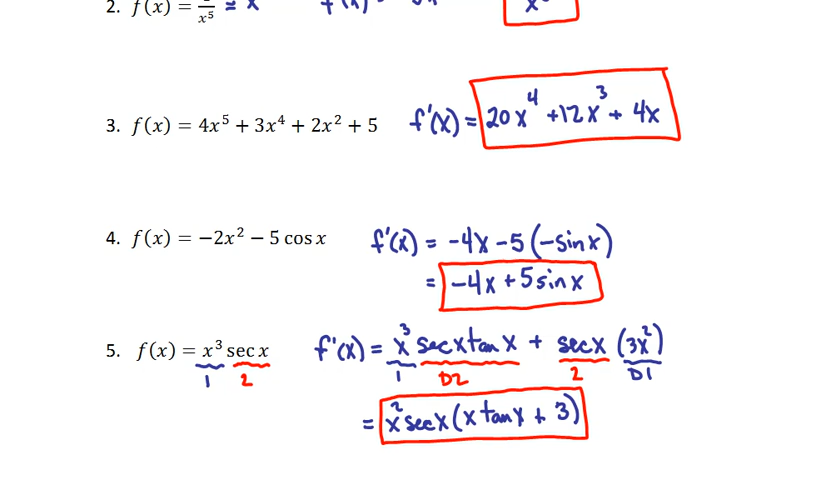 2. f(x) = /x⁵ = x
3. f(x) = 4x⁵ + 3x⁴ + 2x² + 5 f'(x) = 20x⁴ + 12x³ + 4x
4. f(x) = −2x² − 5 cos x f'(x) = -4x - 5(-sin x)
= -4x + 5 sin x
5. f(x) = x³ sec x f'(x) = x³ sec x tan x + sec x (3x²)
1 2 1 D2 2 D1
= x² sec x (x tan x + 3)